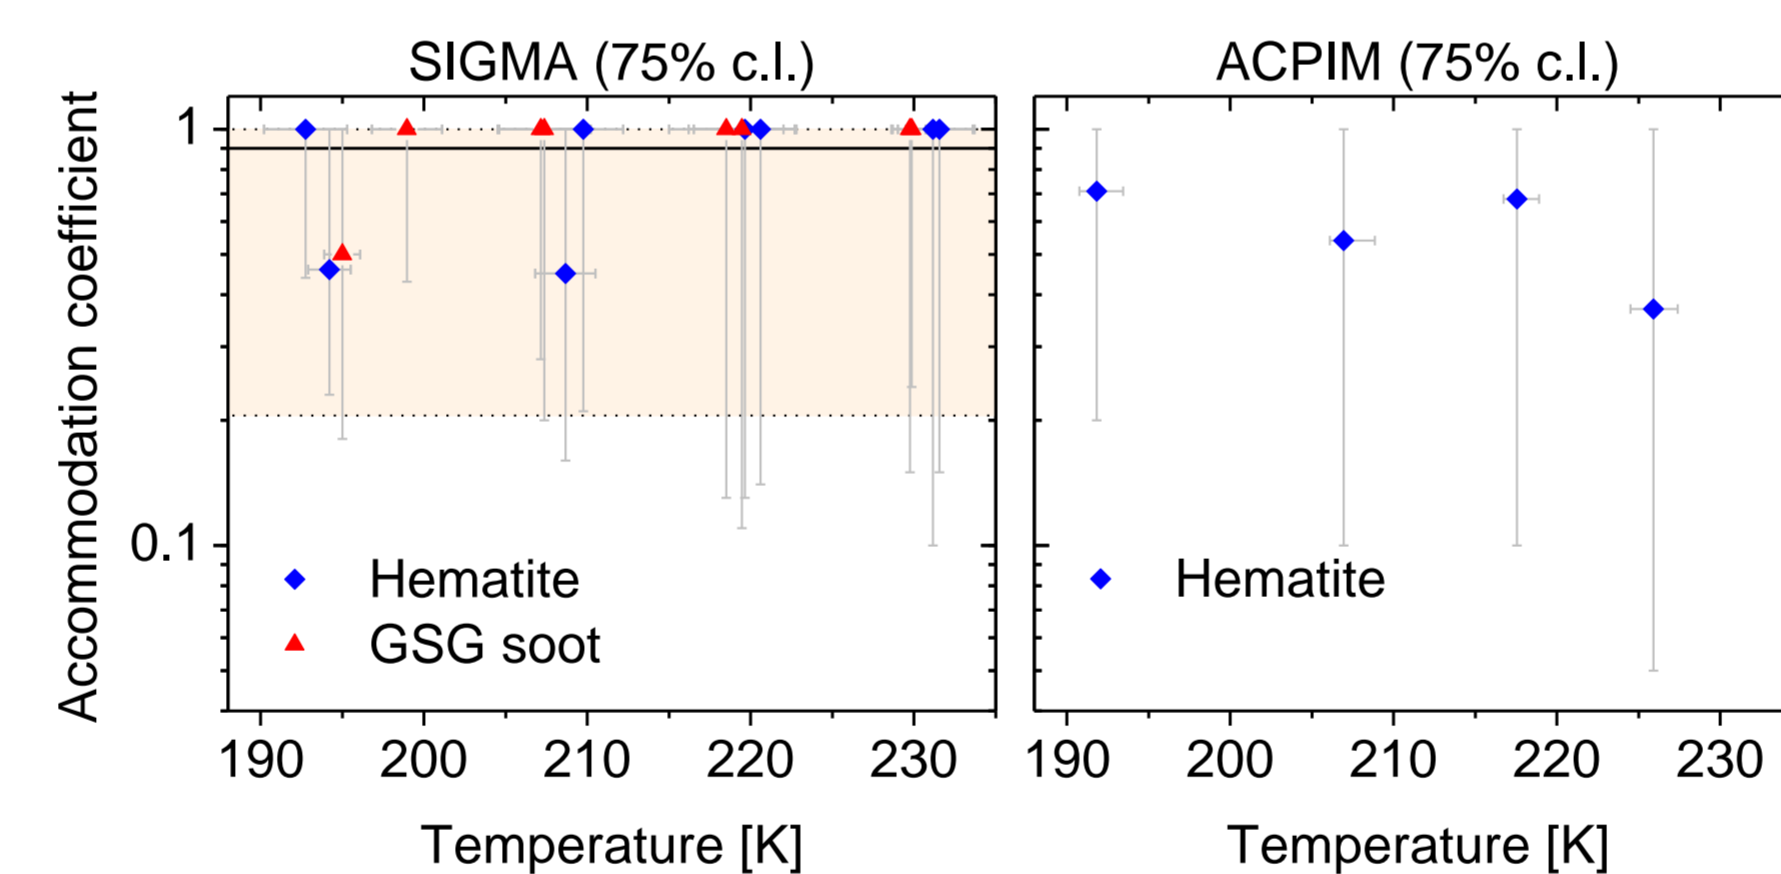 SIGMA (75% c.l.)
ACPIM (75% c.l.)
Accommodation coefficient
1
0.1
Hematite
GSG soot
Hematite
190 200 210 220 230
190 200 210 220 230
Temperature [K]
Temperature [K]